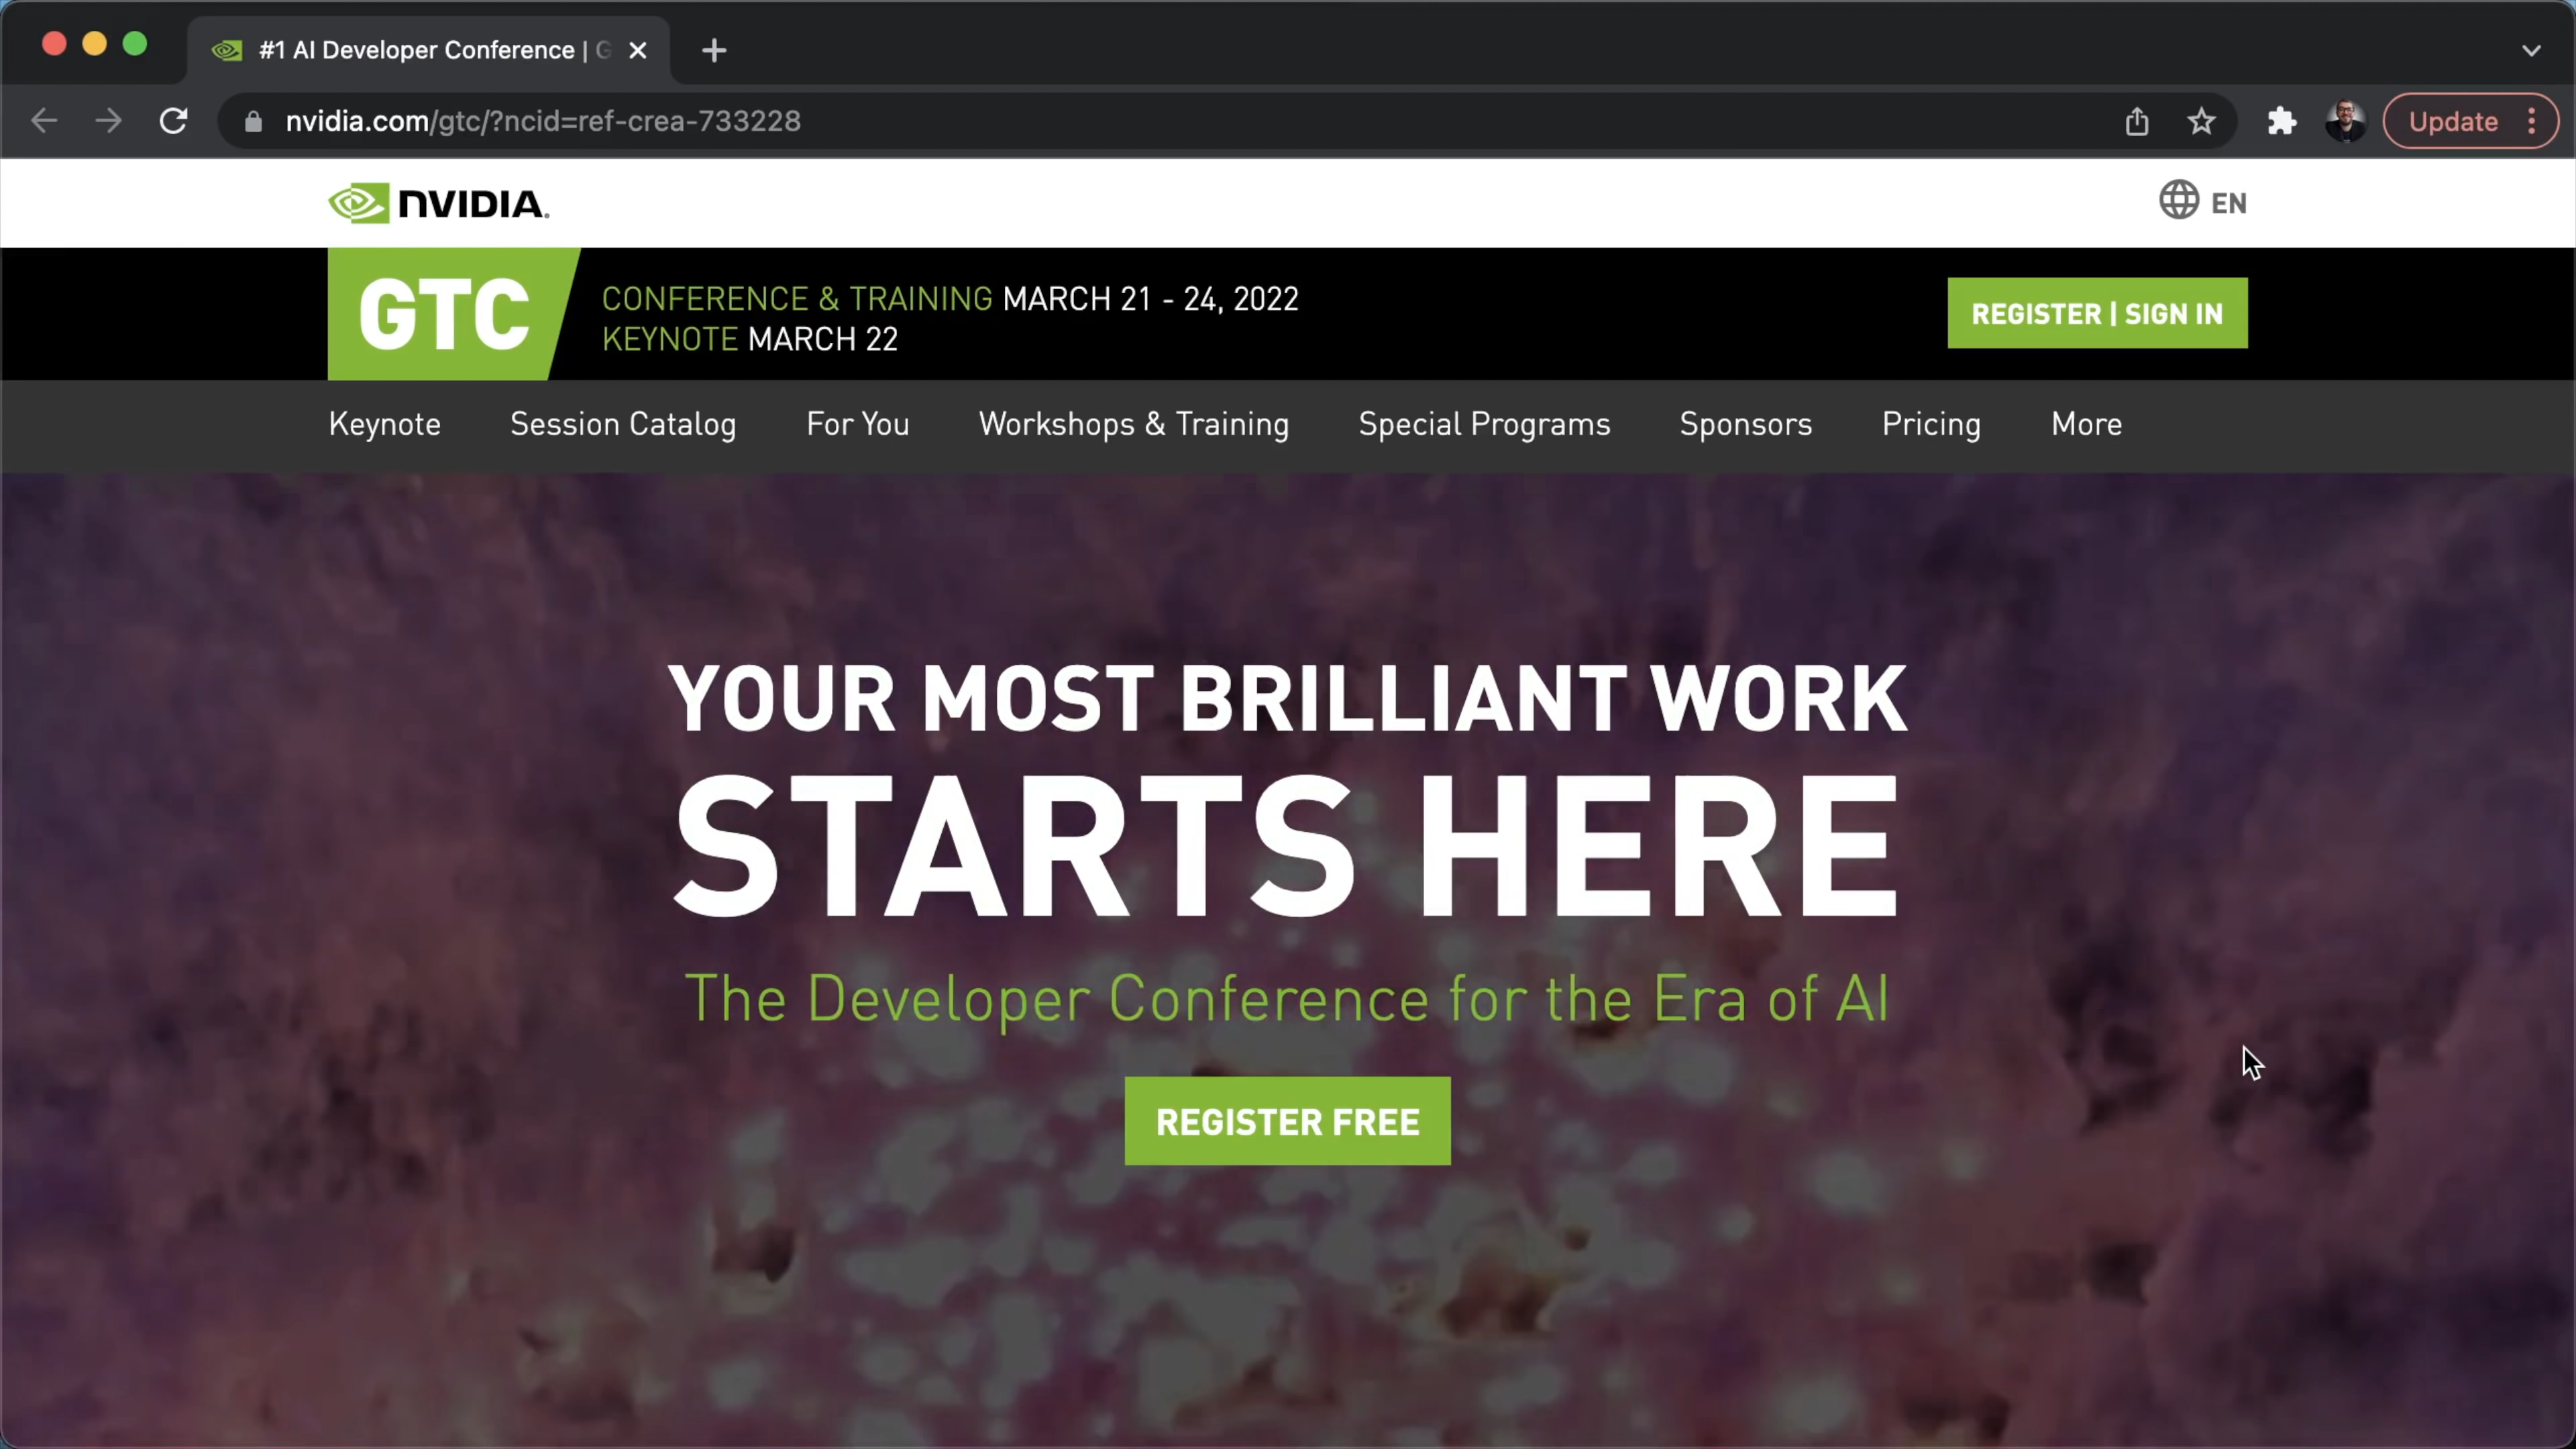 #1 AI Developer Conference | G
nvidia.com/gtc/?ncid=ref-crea-733228
Update
NVIDIA.
EN
GTC
CONFERENCE & TRAINING MARCH 21 - 24, 2022
KEYNOTE MARCH 22
REGISTER | SIGN IN
Keynote Session Catalog For You Workshops & Training Special Programs Sponsors Pricing More
YOUR MOST BRILLIANT WORK
STARTS HERE
The Developer Conference for the Era of AI
REGISTER FREE